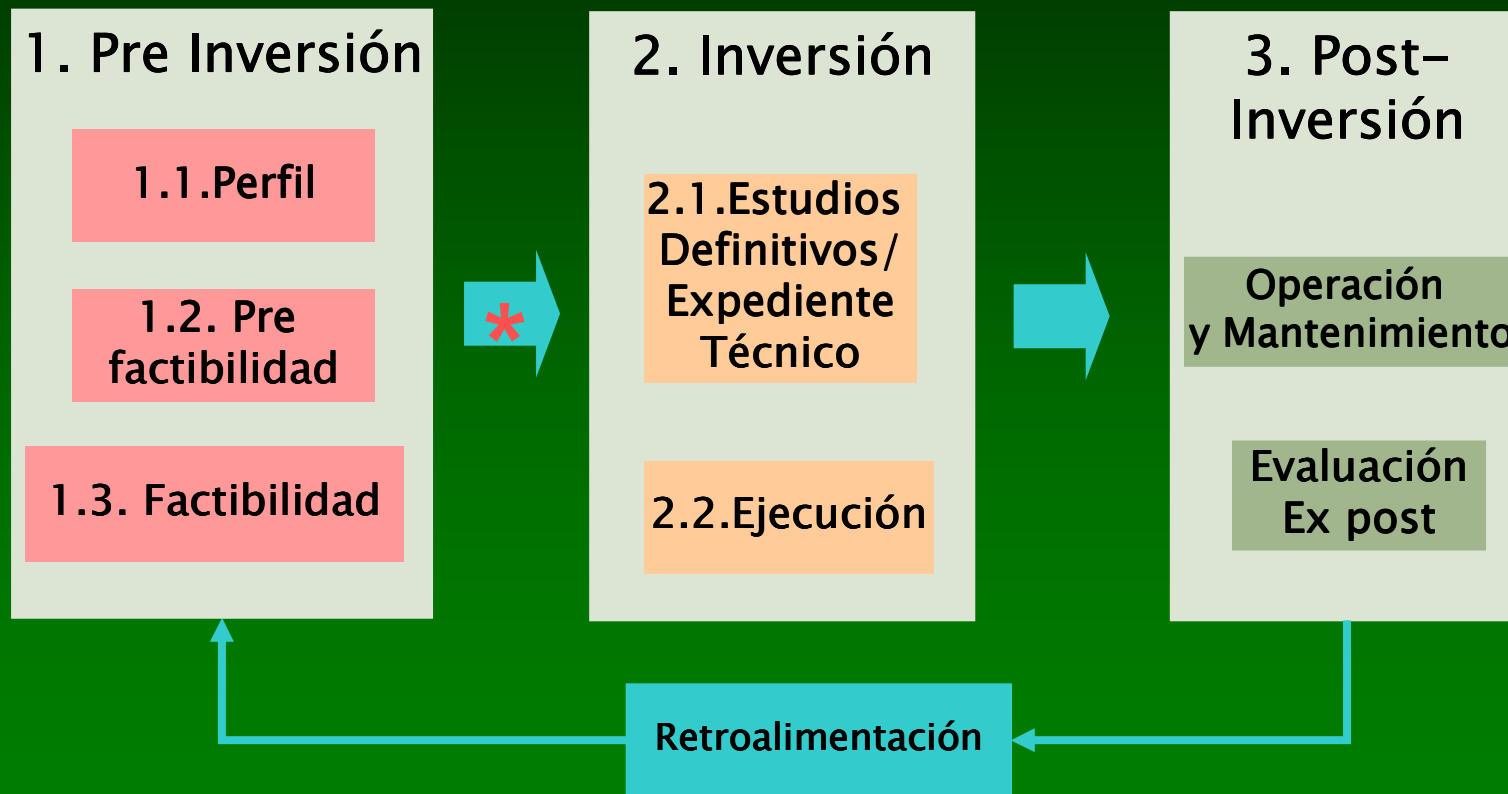 1. Pre Inversión
1.1.Perfil
1.2. Pre
factibilidad
1.3. Factibilidad
*
2. Inversión
2.1.Estudios
Definitivos/
Expediente
Técnico
2.2.Ejecución
3. Post-
Inversión
Operación
y Mantenimiento
Evaluación
Ex post
Retroalimentación